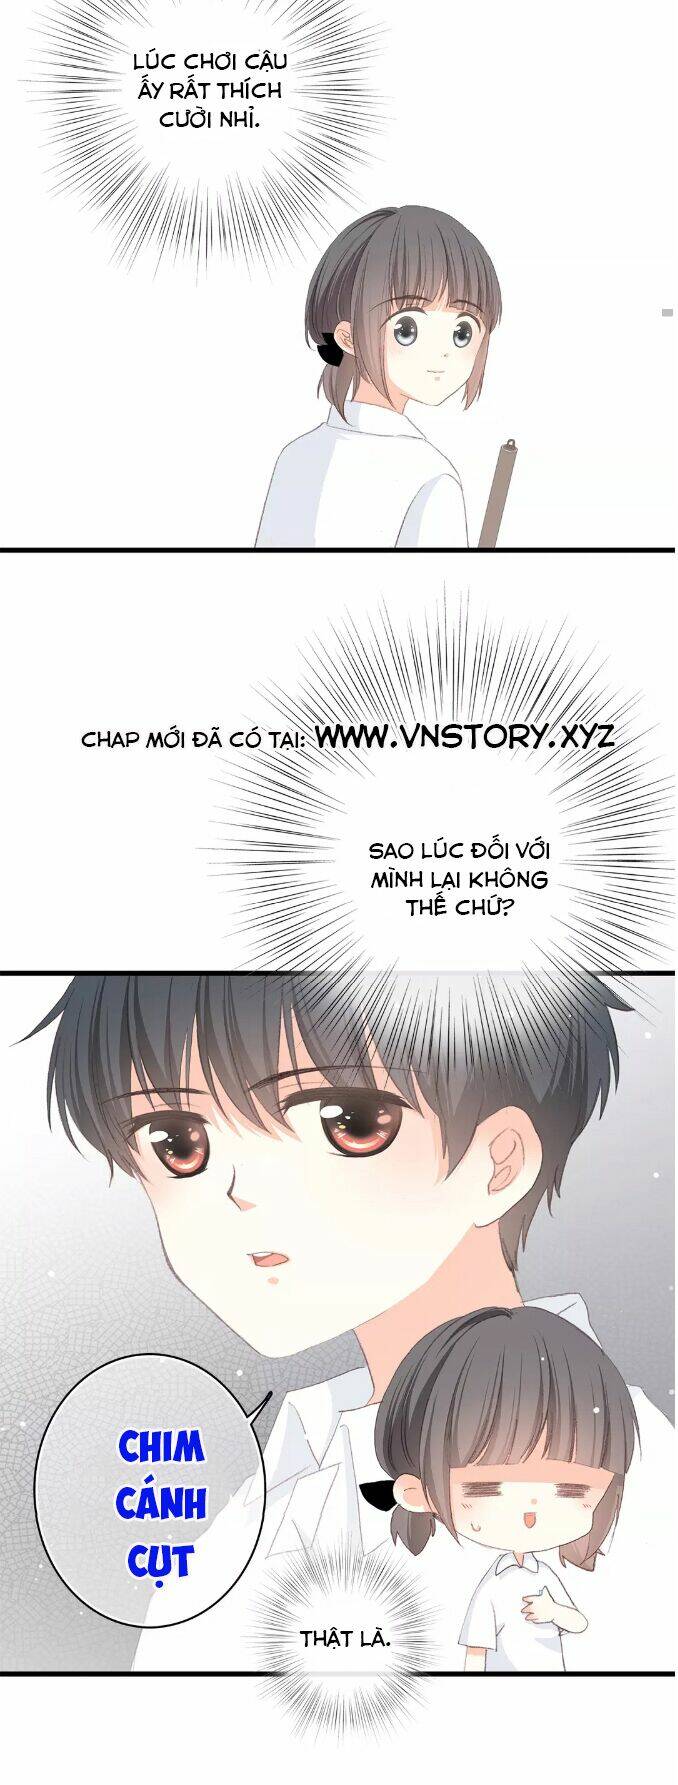 LÚC CHƠI CẬU
ẤY RẤT THÍCH
CƯỜI NHỈ.
CHAP MỚI ĐÃ CÓ TẠI: WWW.VNSTORY.XYZ
SAO LÚC ĐỐI VỚI
MÌNH LẠI KHÔNG
THẾ CHỨ?
CHIM
CÁNH
CỤT
THẬT LÀ.